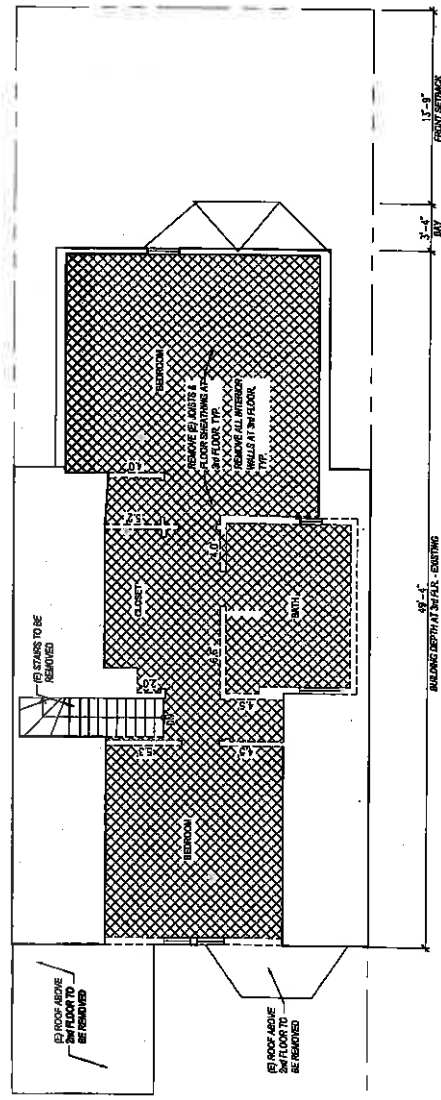 (E) ROOF ABOVE
2nd FLOOR TO
BE REMOVED
(E) STAIRS TO BE
REMOVED
DN
CLOSET
BEDROOM
BEDROOM
REMOVE (E) JOISTS &
FLOOR SHEATHING AT
3rd FLOOR, TYP.
REMOVE ALL INTERIOR
WALLS AT 3rd FLOOR,
TYP.
BATH
(E) ROOF ABOVE
2nd FLOOR TO
BE REMOVED
49'-4"
BUILDING DEPTH AT 3rd FLR. - EXISTING
3'-4"
BAY
13'-9"
FRONT SETBACK